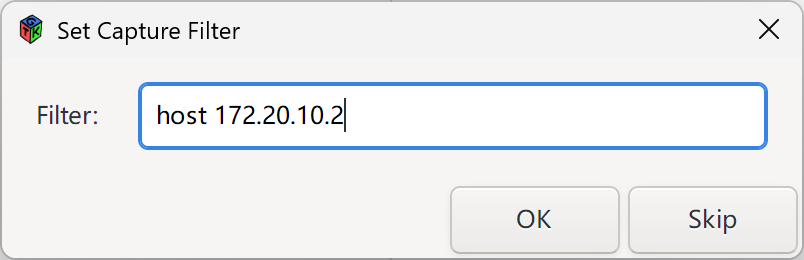 Set Capture Filter
Filter: host 172.20.10.2
OK Skip